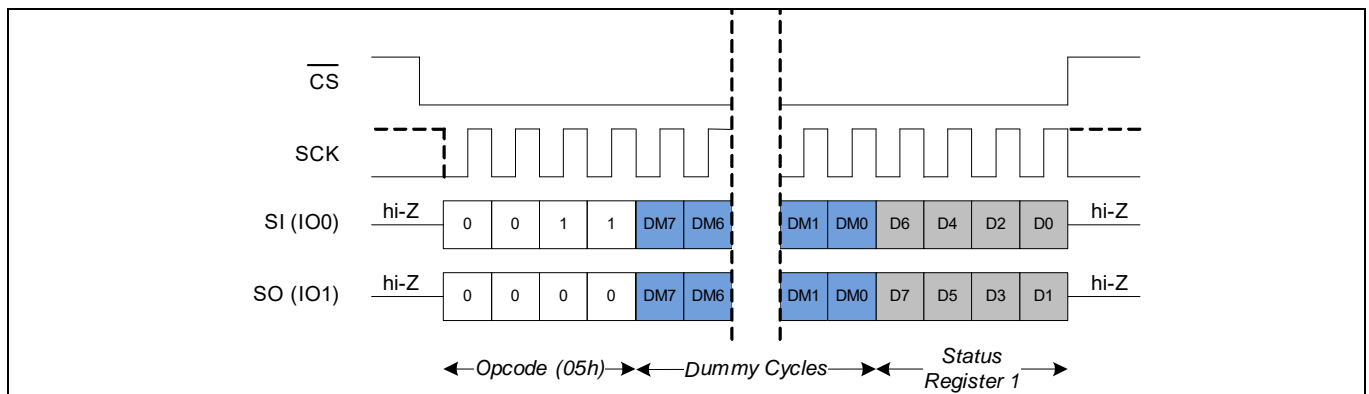 CS
SCK
SI (IO0) hi-Z 0 0 1 1 DM7 DM6 DM1 DM0 D6 D4 D2 D0
SO (IO1) hi-Z 0 0 0 0 DM7 DM6 DM1 DM0 D7 D5 D3 D1 hi-Z
Opcode (05h) Dummy Cycles Status
Register 1